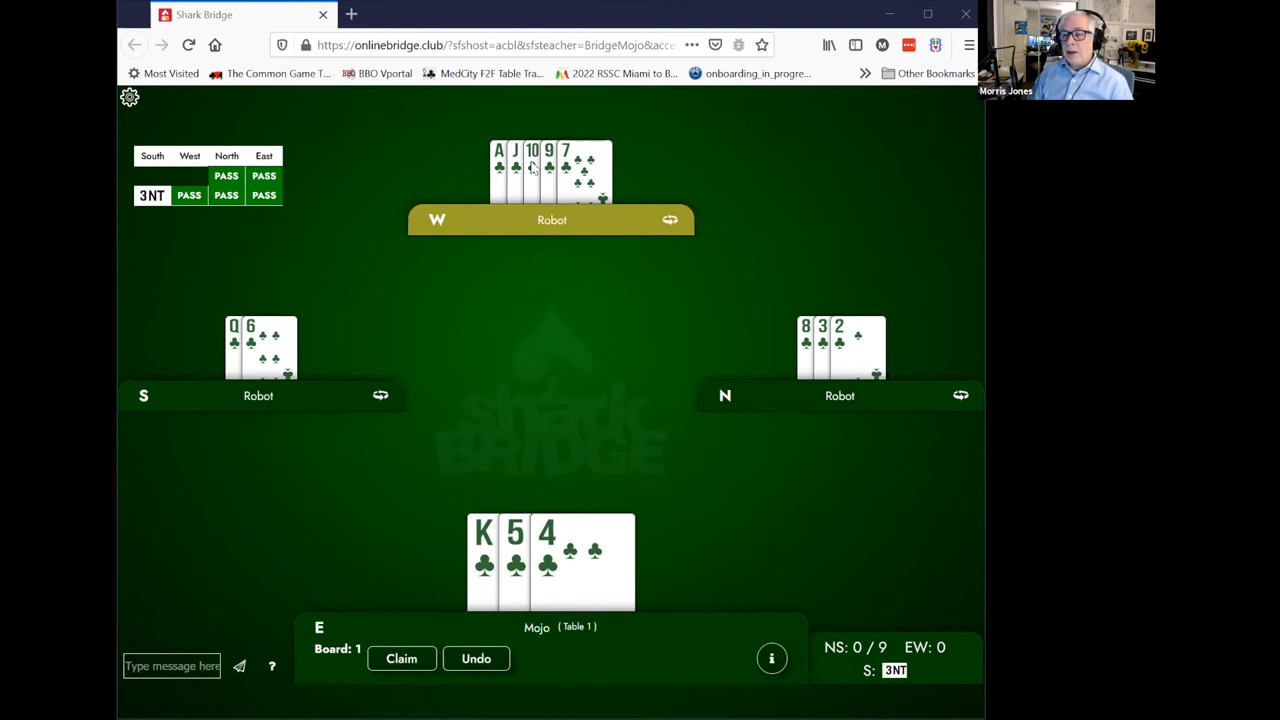 Shark Bridge
https://onlinebridge.club/?sfshost=acbl&sfsteacher=BridgeMojo&acce
Most Visited The Common Game T... BBO Vportal MedCity F2F Table Tra... 2022 RSSC Miami to B... onboarding_in_progre... Other Bookmarks
Morris Jones
A J 10 9 7
South West North East
PASS PASS
3NT PASS PASS PASS
W Robot
Q 6
8 3 2
S Robot
N Robot
shark
BRIDGE
K 5 4
E
Mojo (Table 1)
Board: 1 Claim Undo i
NS: 0 / 9 EW: 0
S: 3NT
Type message here ?